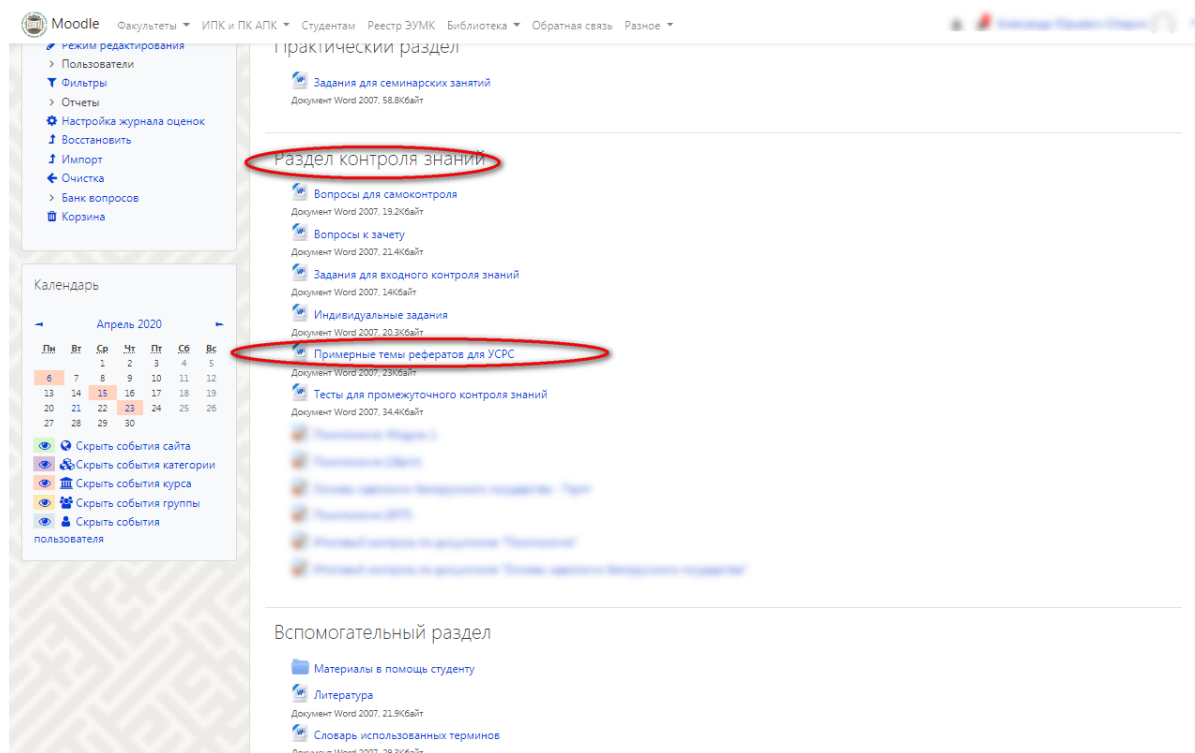 Moodle Факультеты ИПК и ПК АПК Студентам Реестр ЭУМК Библиотека Обратная связь Разное
Режим редактирования
Пользователи
Фильтры
Отчеты
Настройка журнала оценок
Восстановить
Импорт
Очистка
Банк вопросов
Корзина
Календарь
Апрель 2020
Пн Вт Ср Чт Пт Сб Вс
1 2 3 4 5
6 7 8 9 10 11 12
13 14 15 16 17 18 19
20 21 22 23 24 25 26
27 28 29 30
Скрыть события сайта
Скрыть события категории
Скрыть события курса
Скрыть события группы
Скрыть события
пользователя
Практический раздел
Задания для семинарских занятий
Документ Word 2007, 58.8Кбайт
Раздел контроля знаний
Вопросы для самоконтроля
Документ Word 2007, 19.2Кбайт
Вопросы к зачету
Документ Word 2007, 21.4Кбайт
Задания для входного контроля знаний
Документ Word 2007, 14Кбайт
Индивидуальные задания
Документ Word 2007, 20.3Кбайт
Примерные темы рефератов для УСРС
Документ Word 2007, 23Кбайт
Тесты для промежуточного контроля знаний
Документ Word 2007, 34.4Кбайт
Вспомогательный раздел
Материалы в помощь студенту
Литература
Документ Word 2007, 21.9Кбайт
Словарь использованных терминов
Документ Word 2007, 29.3Кбайт